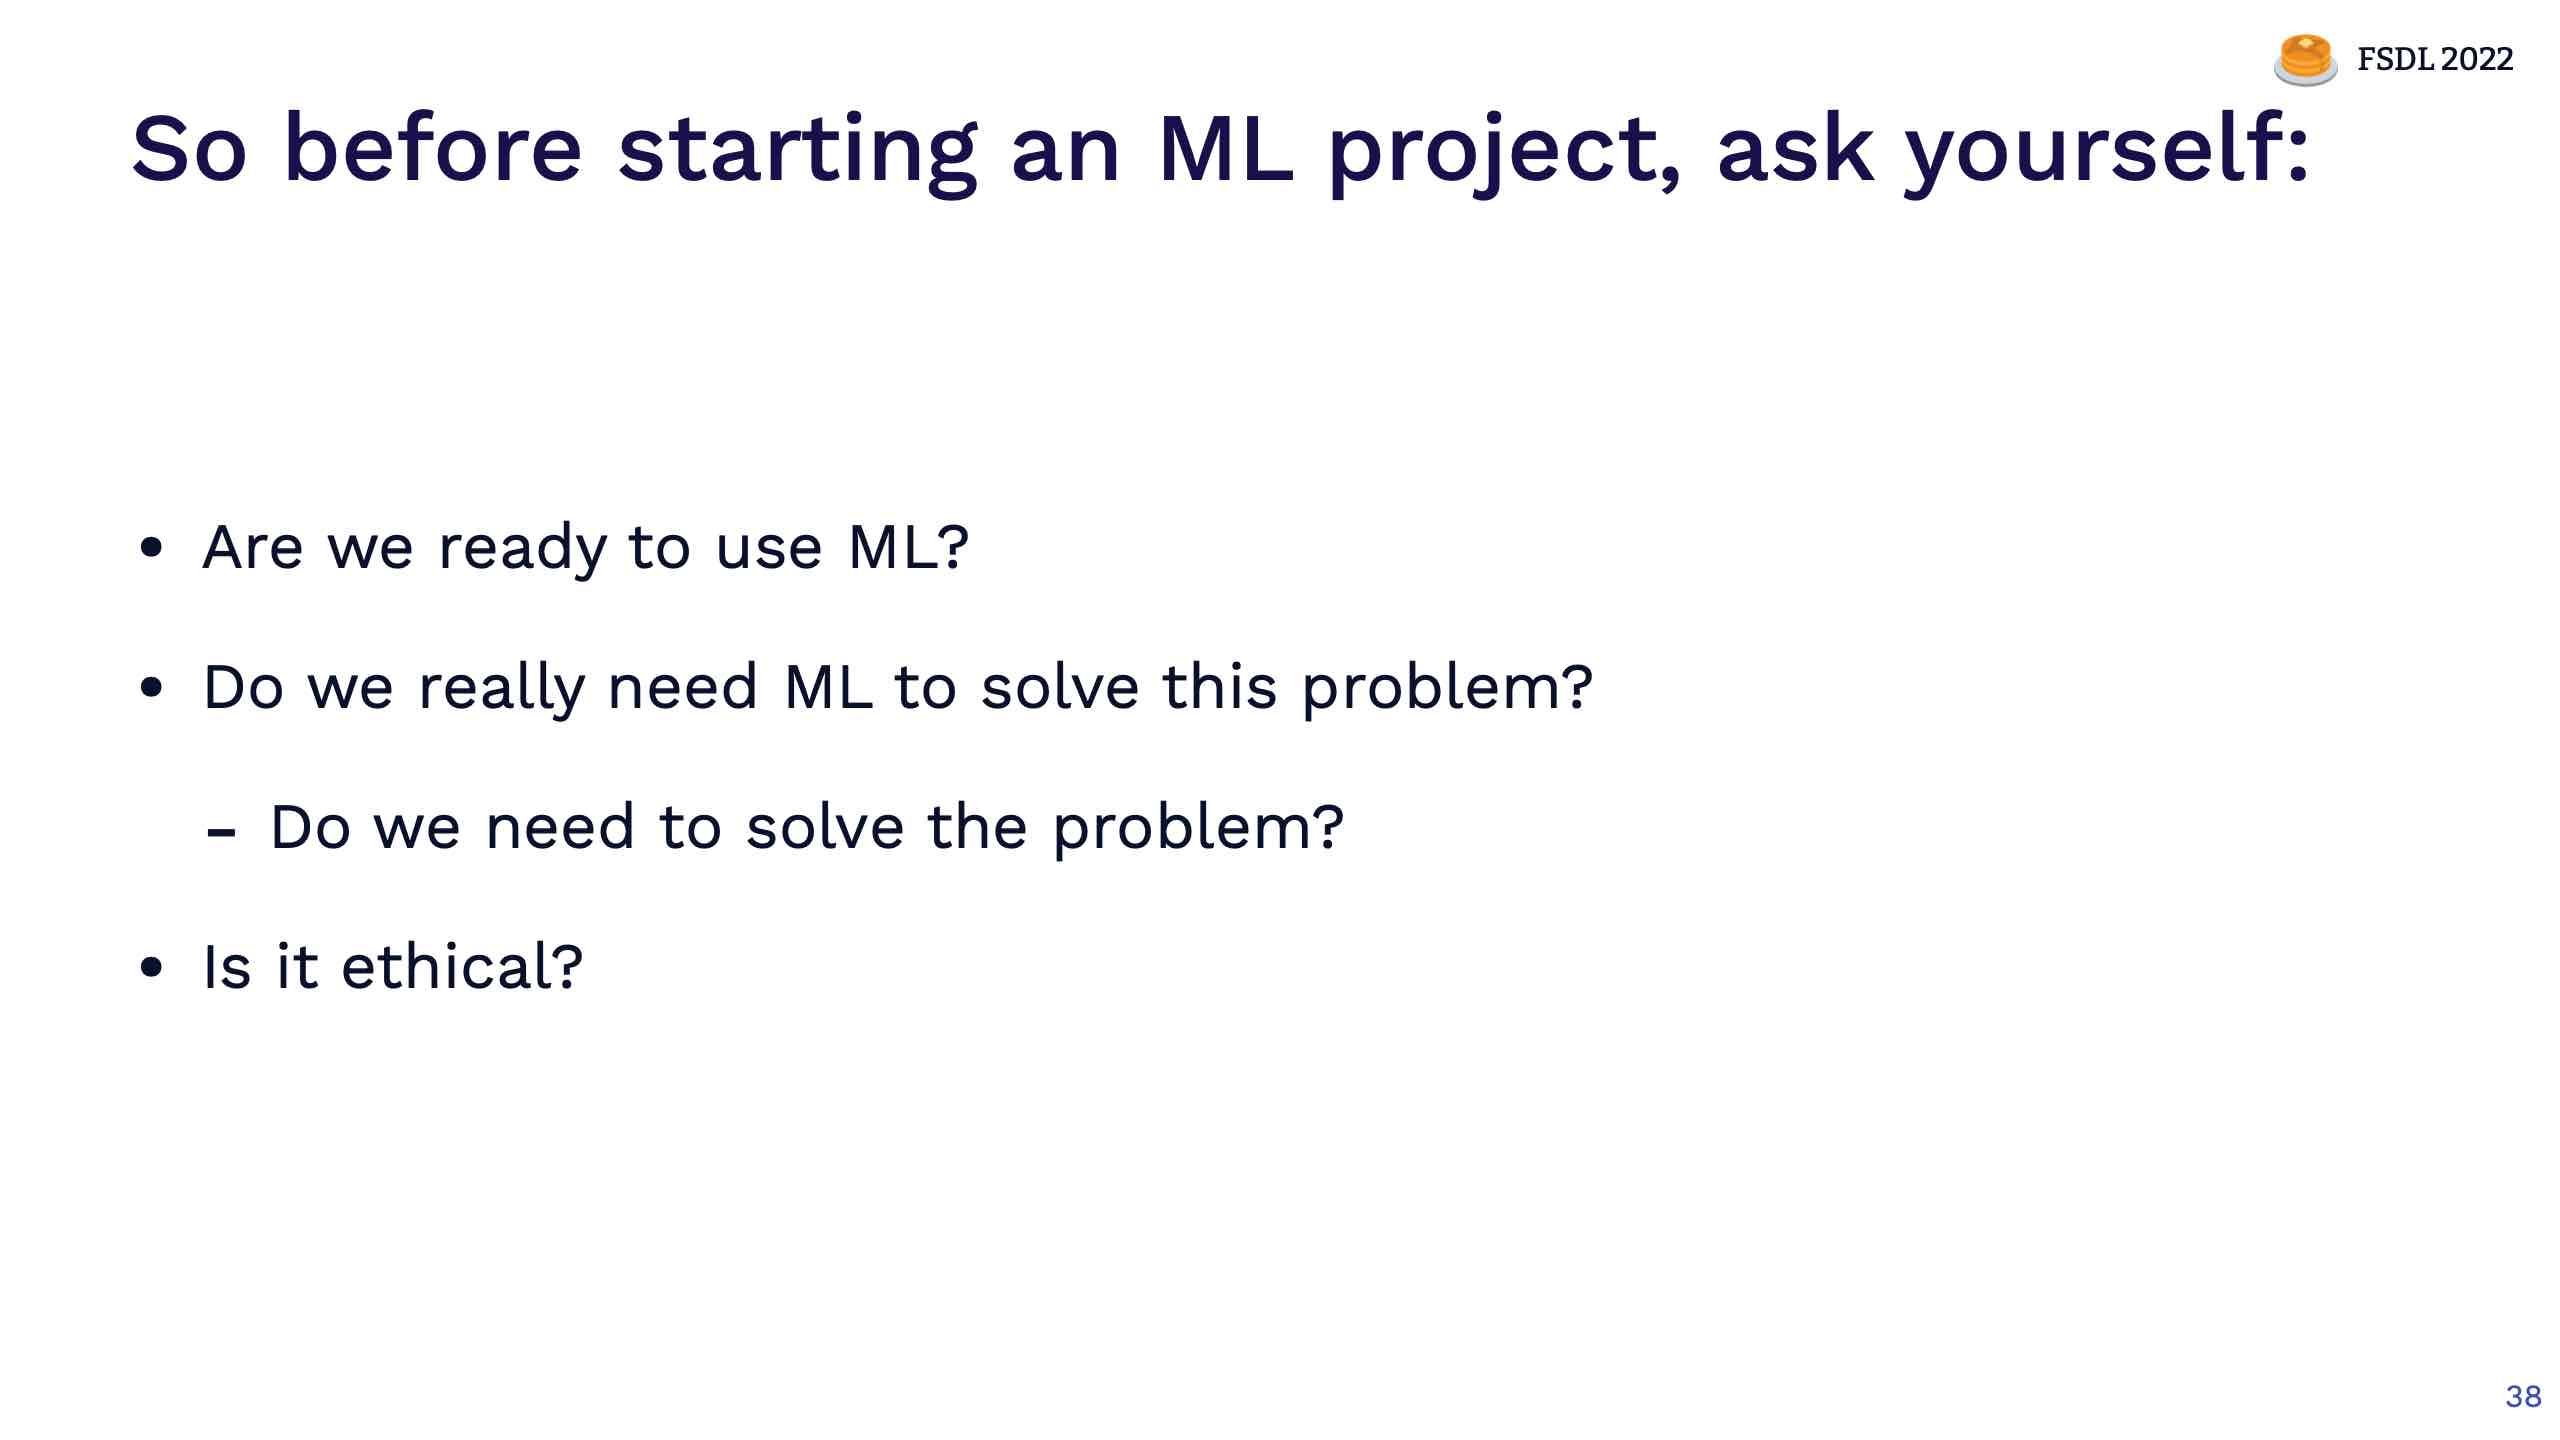 FSDL 2022
So before starting an ML project, ask yourself:
• Are we ready to use ML?
• Do we really need ML to solve this problem?
- Do we need to solve the problem?
• Is it ethical?
38